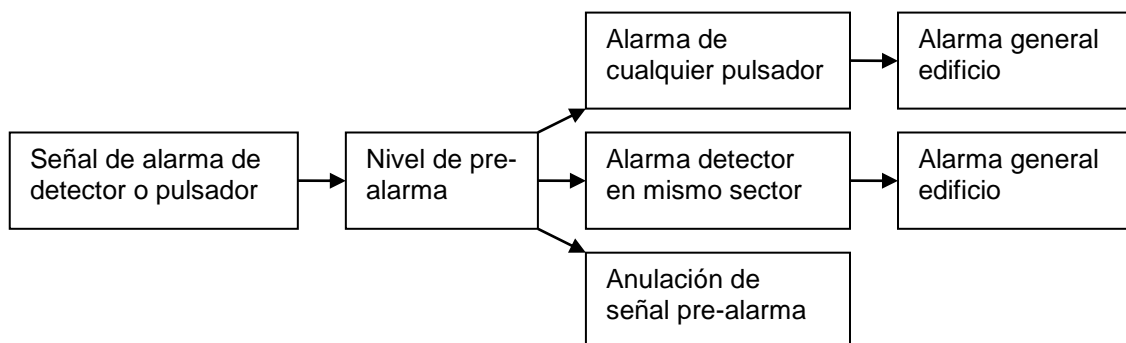 Señal de alarma de
detector o pulsador
Nivel de pre-
alarma
Alarma de
cualquier pulsador
Alarma general
edificio
Alarma detector
en mismo sector
Alarma general
edificio
Anulación de
señal pre-alarma